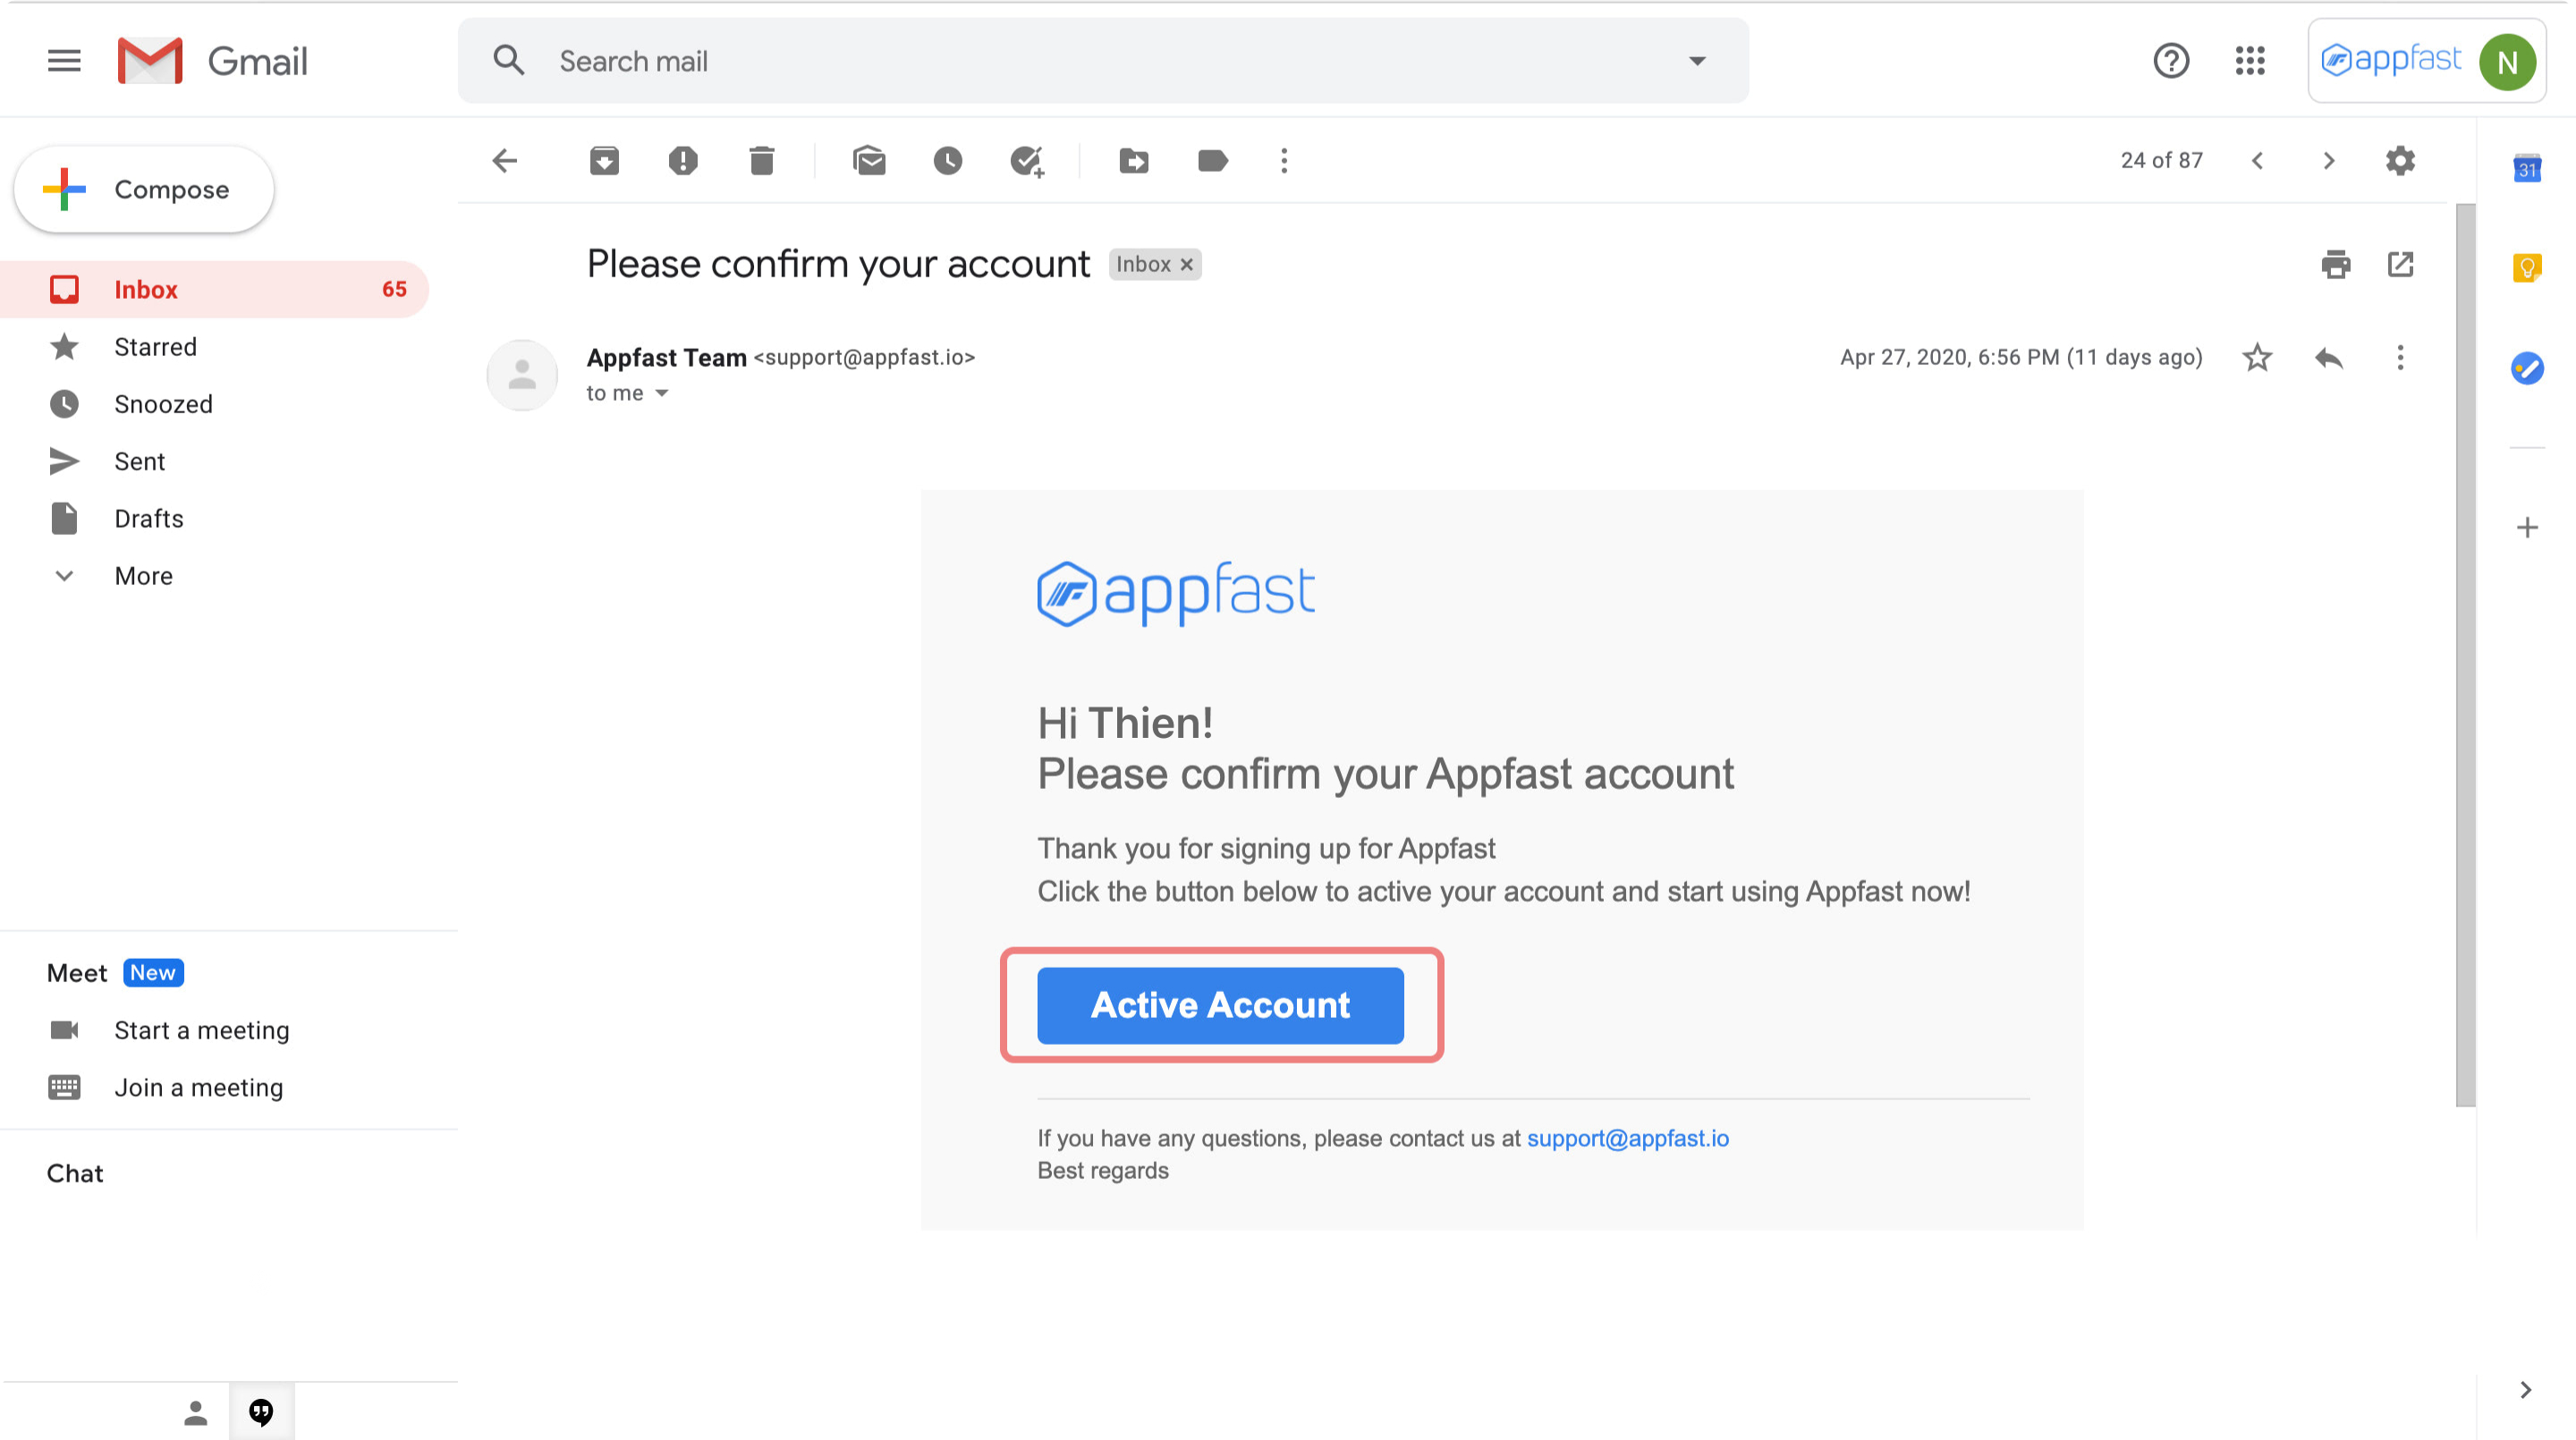 Gmail
Search mail
appfast
N
Compose
24 of 87
31
Inbox 65
Starred
Snoozed
Sent
Drafts
More
Meet New
Start a meeting
Join a meeting
Chat
Please confirm your account Inbox ×
Appfast Team <support@appfast.io>
Apr 27, 2020, 6:56 PM (11 days ago)
to me
appfast
Hi Thien!
Please confirm your Appfast account
Thank you for signing up for Appfast
Click the button below to active your account and start using Appfast now!
Active Account
If you have any questions, please contact us at support@appfast.io
Best regards